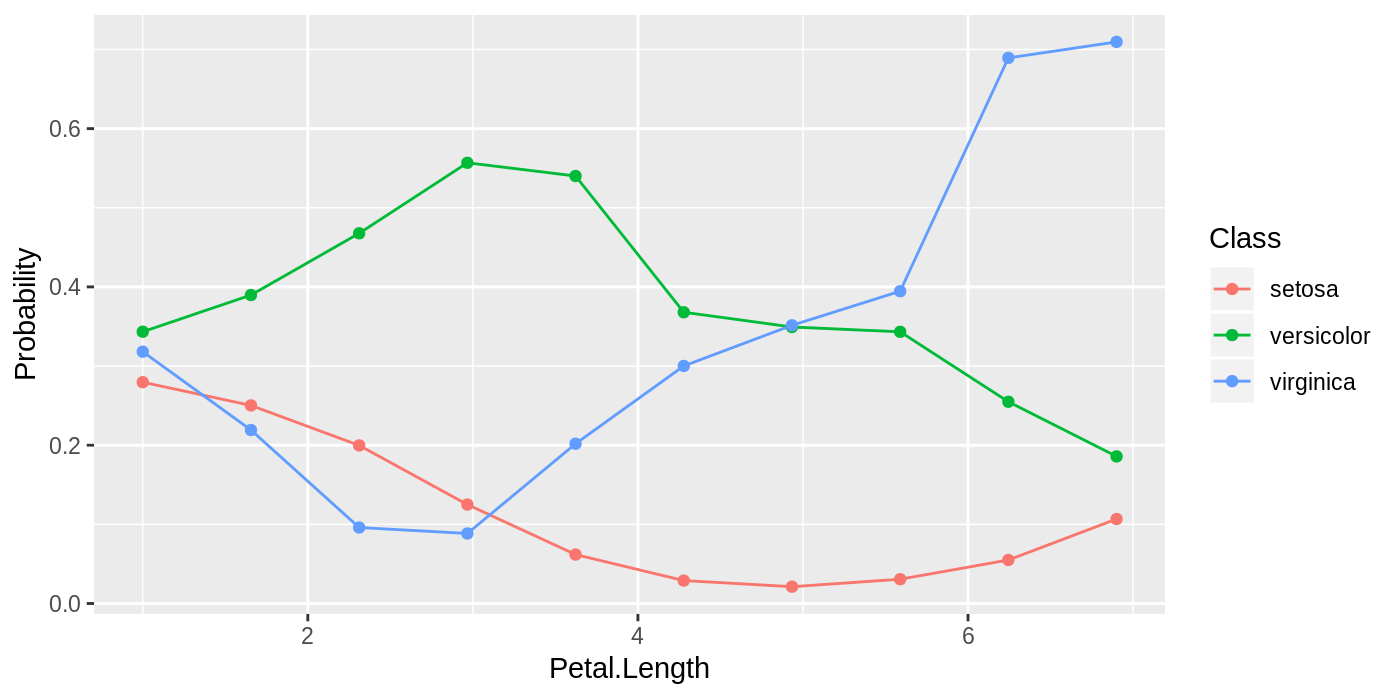 Probability
0.6
0.4
0.2
0.0
2
4
6
Petal.Length
Class
setosa
versicolor
virginica